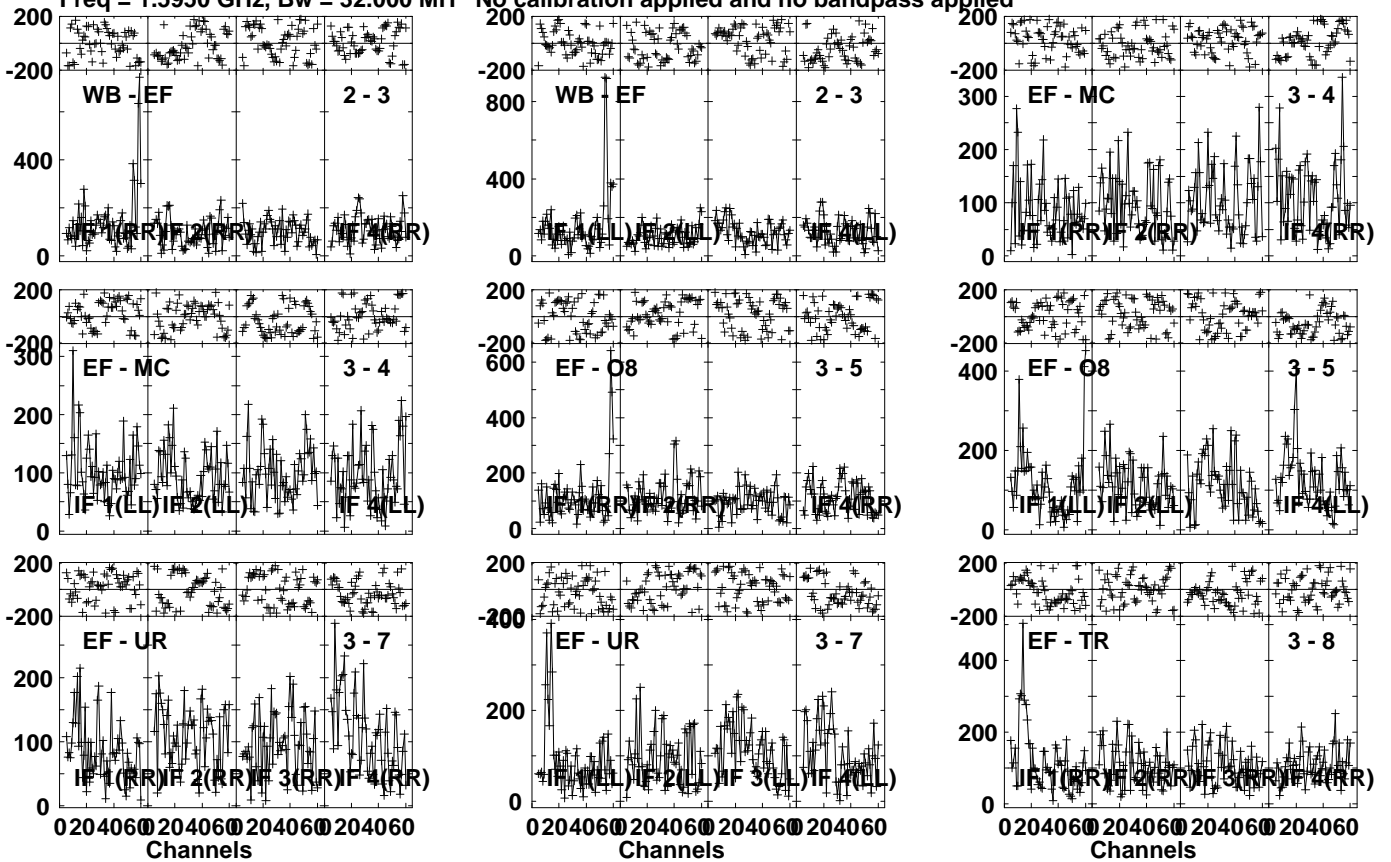 Freq = 1.5950 GHz, Bw = 32.000 MH No calibration applied and no bandpass applied
200
-200
WB - EF 2 - 3
400
0
IF 1(RR) IF 2(RR) IF 4(RR)
200
-200
WB - EF 2 - 3
800
400
0
IF 1(LL) IF 2(LL) IF 4(LL)
200
-200
EF - MC 3 - 4
300
200
100
0
IF 1(RR) IF 2(RR) IF 4(RR)
200
-200
300
EF - MC 3 - 4
200
100
0
IF 1(LL) IF 2(LL) IF 4(LL)
200
-200
EF - O8 3 - 5
600
400
200
0
IF 1(RR) IF 2(RR) IF 4(RR)
200
-200
EF - O8 3 - 5
400
200
0
IF 1(LL) IF 2(LL) IF 4(LL)
200
-200
EF - UR 3 - 7
200
100
0
IF 1(RR) IF 2(RR) IF 3(RR) IF 4(RR)
0 20 40 60 0 20 40 60 0 20 40 60 0 20 40 60
Channels
200
-200
400
EF - UR 3 - 7
200
0
IF 1(LL) IF 2(LL) IF 3(LL) IF 4(LL)
0 20 40 60 0 20 40 60 0 20 40 60 0 20 40 60
Channels
200
-200
EF - TR 3 - 8
400
200
0
IF 1(RR) IF 2(RR) IF 3(RR) IF 4(RR)
0 20 40 60 0 20 40 60 0 20 40 60 0 20 40 60
Channels